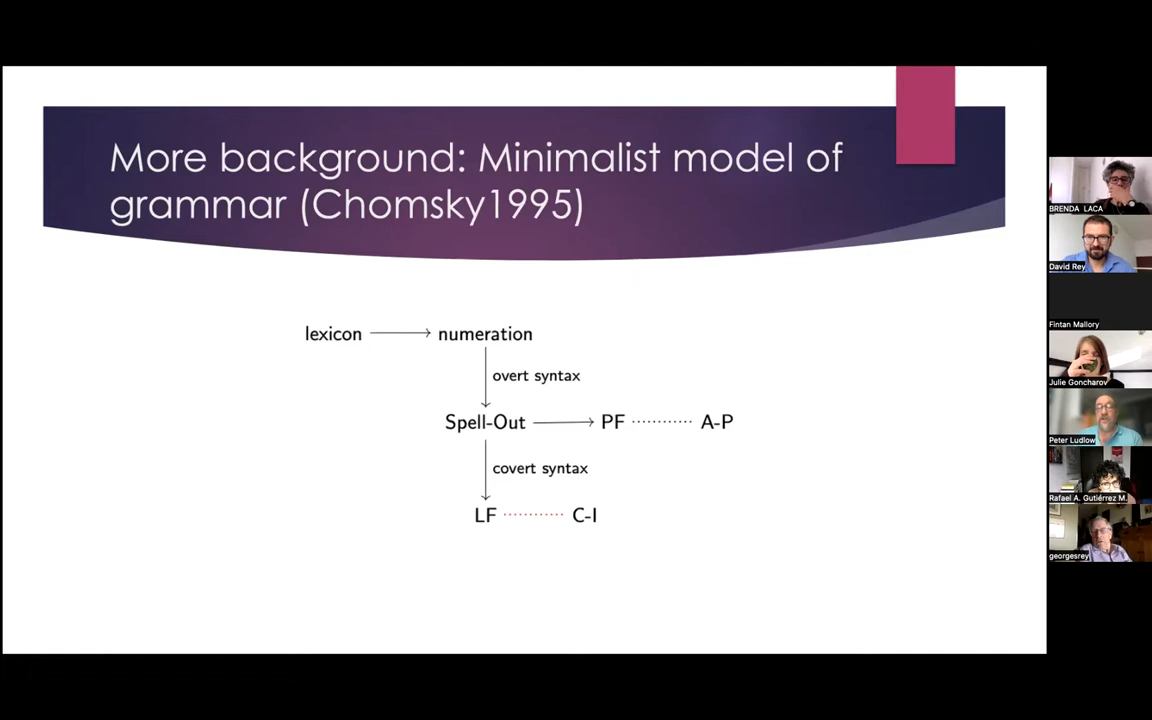 More background: Minimalist model of
grammar (Chomsky1995)
lexicon numeration
overt syntax
Spell-Out PF A-P
covert syntax
LF C-I
BRENDA LACA
David Rey
Fintan Mallory
Julie Goncharov
Peter Ludlow
Rafael A. Gutiérrez M.
georgesrey